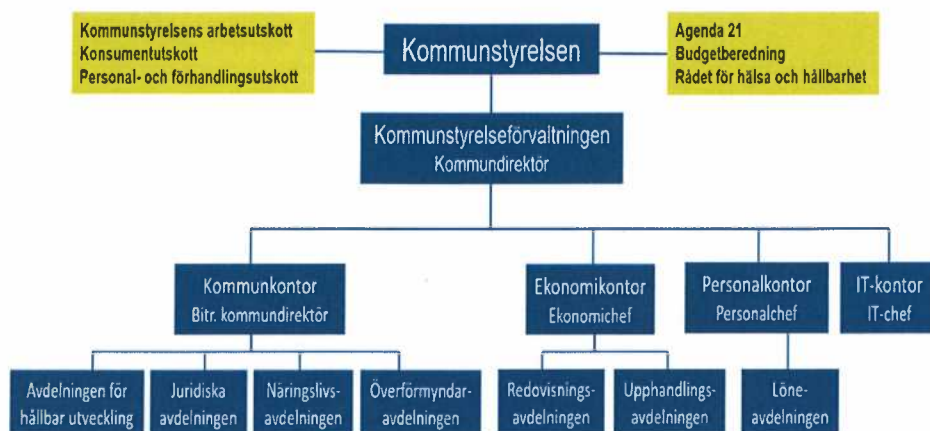 Kommunstyrelsens arbetsutskott
Konsumentutskott
Personal- och förhandlingsutskott
Kommunstyrelsen
Agenda 21
Budgetberedning
Rådet för hälsa och hållbarhet
Kommunstyrelseförvaltningen
Kommundirektör
Kommunkontor
Bitr. kommundirektör
Ekonomikontor
Ekonomichef
Personalkontor
Personalchef
IT-kontor
IT-chef
Avdelningen för
hållbar utveckling
Juridiska
avdelningen
Näringslivs-
avdelningen
Överförmyndar-
avdelningen
Redovisnings-
avdelningen
Upphandlings-
avdelningen
Löne-
avdelningen